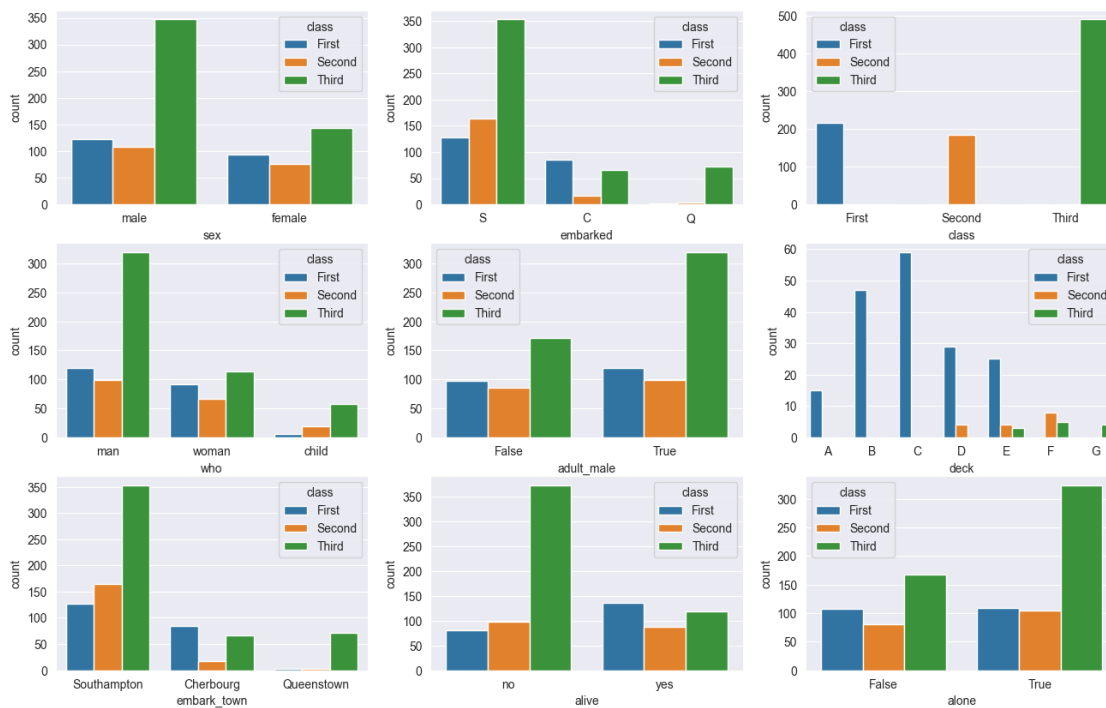 count
350
300
250
200
150
100
50
0
class
First
Second
Third
male female
sex
count
350
300
250
200
150
100
50
0
class
First
Second
Third
S C Q
embarked
count
500
400
300
200
100
0
class
First
Second
Third
First Second Third
class
count
300
250
200
150
100
50
0
class
First
Second
Third
man woman child
who
count
300
250
200
150
100
50
0
class
First
Second
Third
False True
adult_male
count
60
50
40
30
20
10
0
class
First
Second
Third
A B C D E F G
deck
count
350
300
250
200
150
100
50
0
class
First
Second
Third
Southampton Cherbourg Queenstown
embark_town
count
350
300
250
200
150
100
50
0
class
First
Second
Third
no yes
alive
count
300
250
200
150
100
50
0
class
First
Second
Third
False True
alone